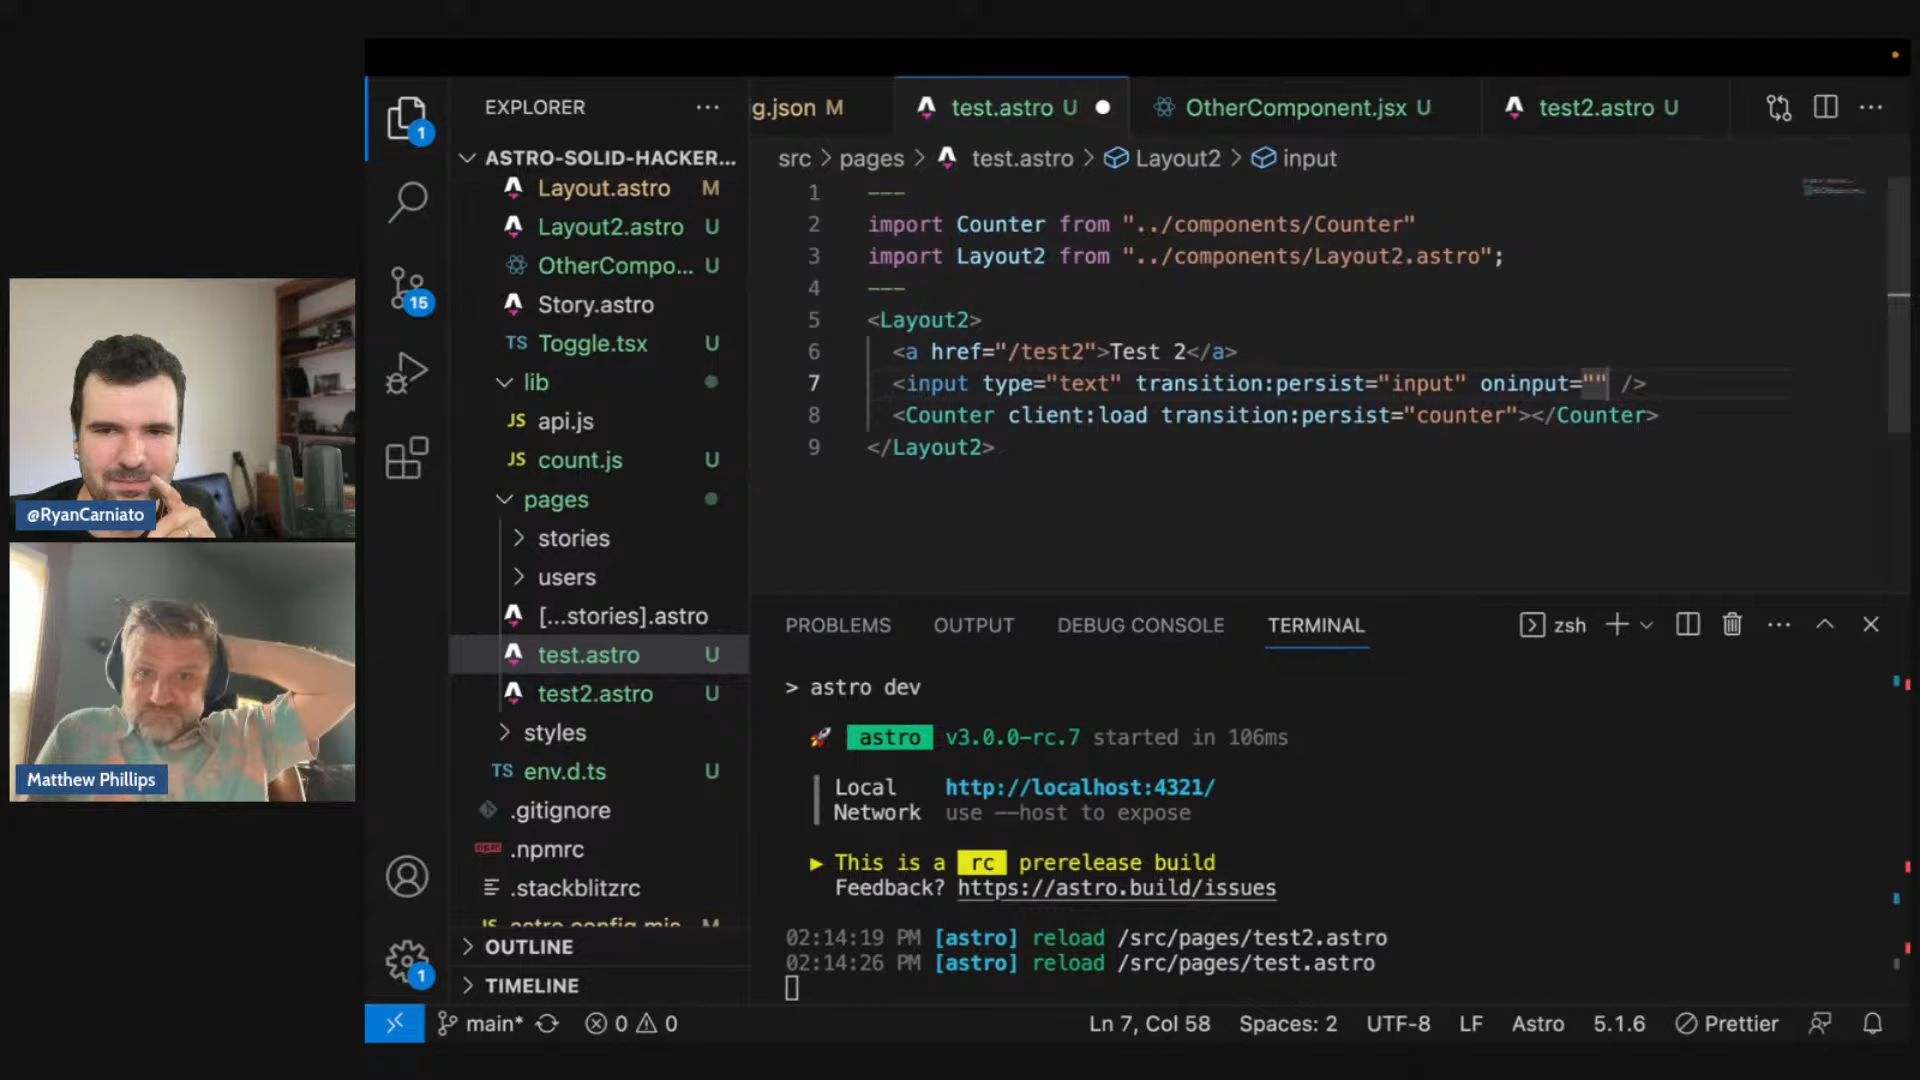 EXPLORER
ASTRO-SOLID-HACKER...
Layout.astro M
Layout2.astro U
OtherCompo... U
Story.astro
TS Toggle.tsx U
lib
JS api.js
JS count.js U
pages
stories
users
[...stories].astro
test.astro U
test2.astro U
styles
TS env.d.ts U
.gitignore
.npmrc
.stackblitzrc
JS astro.config.mjs M
OUTLINE
TIMELINE
1
15
1
@RyanCarniato
Matthew Phillips
g.json M
test.astro U
OtherComponent.jsx U
test2.astro U
src > pages > test.astro > Layout2 > input
1 ---
2 import Counter from "../components/Counter"
3 import Layout2 from "../components/Layout2.astro";
4 ---
5 <Layout2>
6 <a href="/test2">Test 2</a>
7 <input type="text" transition:persist="input" oninput="" />
8 <Counter client:load transition:persist="counter"></Counter>
9 </Layout2>
PROBLEMS OUTPUT DEBUG CONSOLE TERMINAL zsh
> astro dev
astro v3.0.0-rc.7 started in 106ms
Local http://localhost:4321/
Network use --host to expose
This is a rc prerelease build
Feedback? https://astro.build/issues
02:14:19 PM [astro] reload /src/pages/test2.astro
02:14:26 PM [astro] reload /src/pages/test.astro
main* 0 0 Ln 7, Col 58 Spaces: 2 UTF-8 LF Astro 5.1.6 Prettier